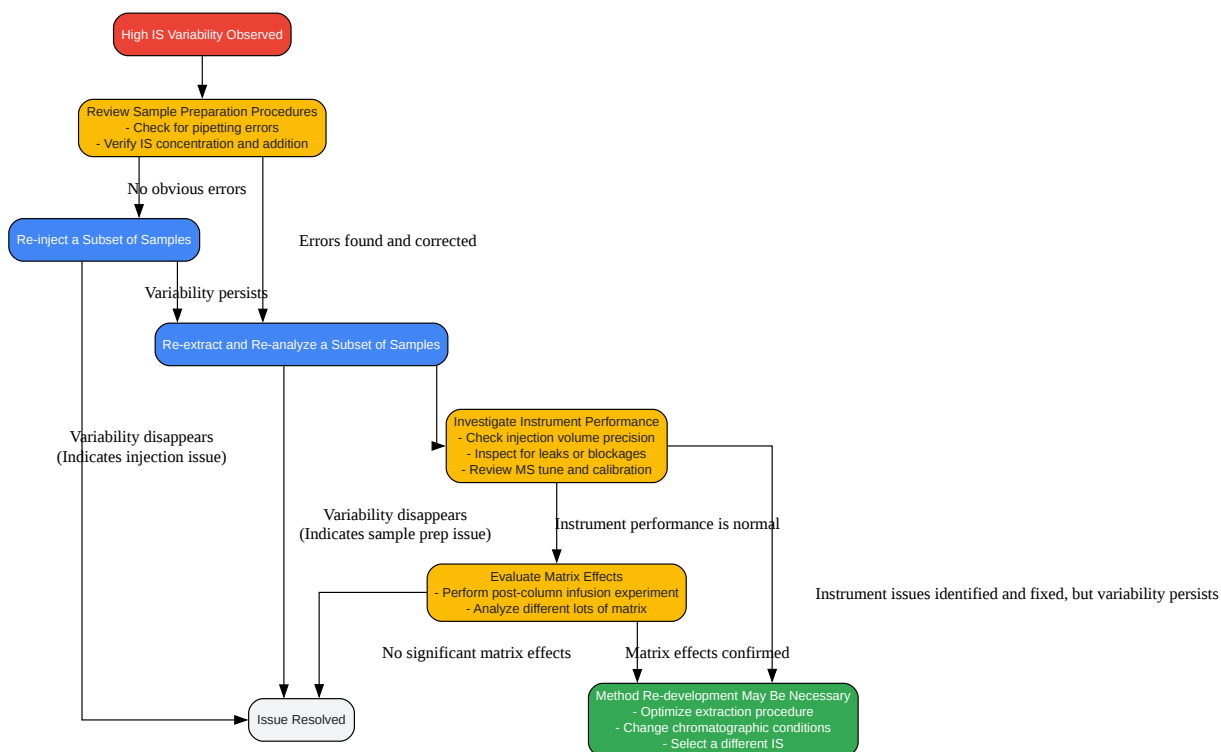 High IS Variability Observed
Review Sample Preparation Procedures
- Check for pipetting errors
- Verify IS concentration and addition
No obvious errors
Re-inject a Subset of Samples
Errors found and corrected
Variability persists
Re-extract and Re-analyze a Subset of Samples
Investigate Instrument Performance
- Check injection volume precision
- Inspect for leaks or blockages
- Review MS tune and calibration
Variability disappears
(Indicates injection issue)
Variability disappears
(Indicates sample prep issue)
Instrument performance is normal
Evaluate Matrix Effects
- Perform post-column infusion experiment
- Analyze different lots of matrix
Instrument issues identified and fixed, but variability persists
No significant matrix effects
Matrix effects confirmed
Issue Resolved
Method Re-development May Be Necessary
- Optimize extraction procedure
- Change chromatographic conditions
- Select a different IS